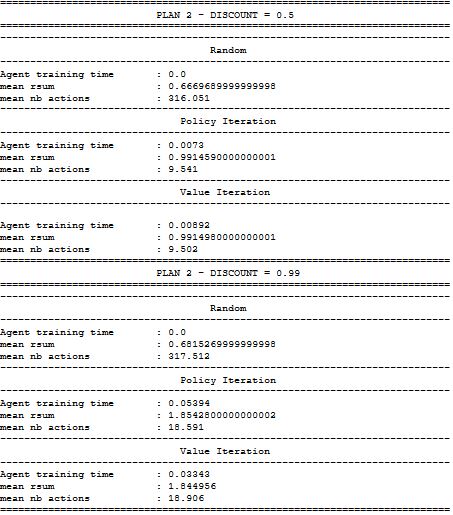 PLAN 2 - DISCOUNT = 0.5
Random
Agent training time : 0.0
mean rsum : 0.6669689999999998
mean nb actions : 316.051
Policy Iteration
Agent training time : 0.0073
mean rsum : 0.9914590000000001
mean nb actions : 9.541
Value Iteration
Agent training time : 0.00892
mean rsum : 0.9914980000000001
mean nb actions : 9.502
PLAN 2 - DISCOUNT = 0.99
Random
Agent training time : 0.0
mean rsum : 0.6815269999999998
mean nb actions : 317.512
Policy Iteration
Agent training time : 0.05394
mean rsum : 1.8542800000000002
mean nb actions : 18.591
Value Iteration
Agent training time : 0.03343
mean rsum : 1.844956
mean nb actions : 18.906